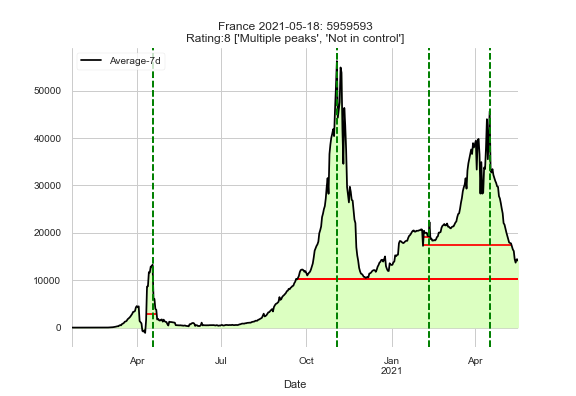 France 2021-05-18: 5959593
Rating:8 ['Multiple peaks', 'Not in control']
Average-7d
50000
40000
30000
20000
10000
0
Apr
Jul
Oct
Jan
2021
Apr
Date